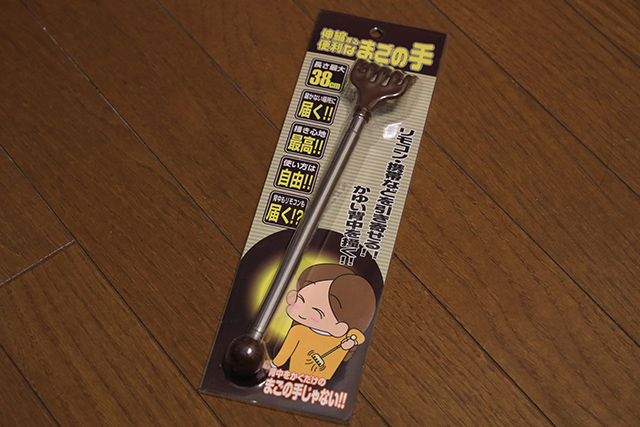 伸縮する
便利な まごの手
長さ最大
38cm
届かない場所に
届く!!
掻き心地
最高!!
使い方は
自由!!
背中もリモコンも
届く!?
リモコン・携帯などを引き寄せる!
かゆい背中を掻く!!
背中をかくだけの
まごの手じゃない!!